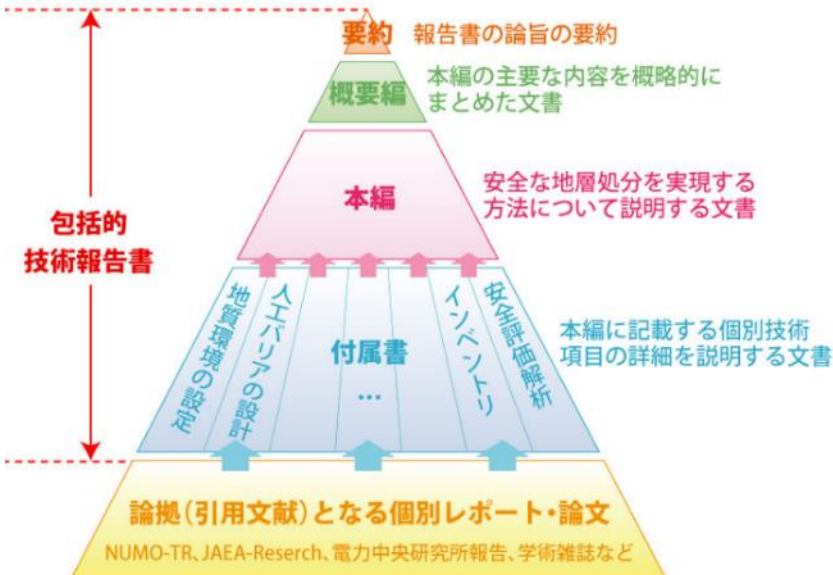 要約
報告書の論旨の要約
概要編
本編の主要な内容を概略的に
まとめた文書
本編
安全な地層処分を実現する
方法について説明する文書
包括的
技術報告書
地質環境の設定
人工バリアの設計
付属書
…
インベントリ
安全評価解析
本編に記載する個別技術
項目の詳細を説明する文書
論拠（引用文献）となる個別レポート・論文
NUMO-TR、JAEA-Reserch、電力中央研究所報告、学術雑誌など